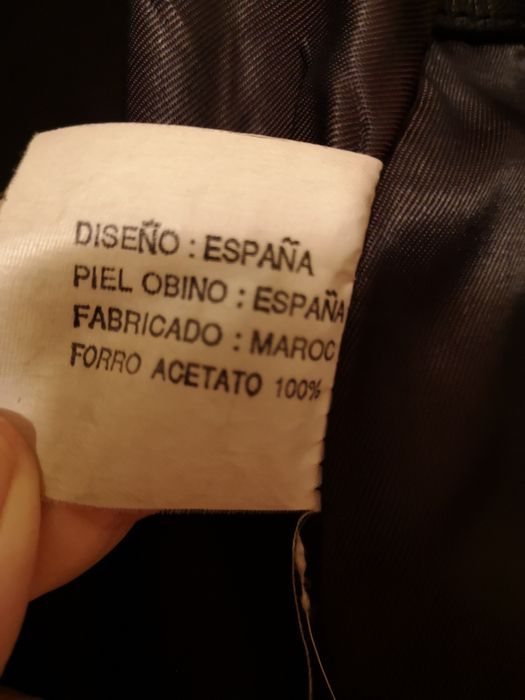 DISEÑO : ESPAÑA
PIEL OBINO : ESPAÑA
FABRICADO : MAROC
FORRO ACETATO 100%